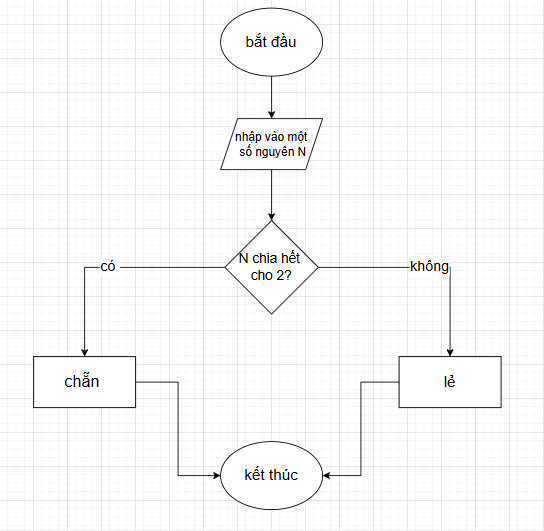 bắt đầu
nhập vào một
số nguyên N
N chia hết
cho 2?
có
không
chẵn
lẻ
kết thúc